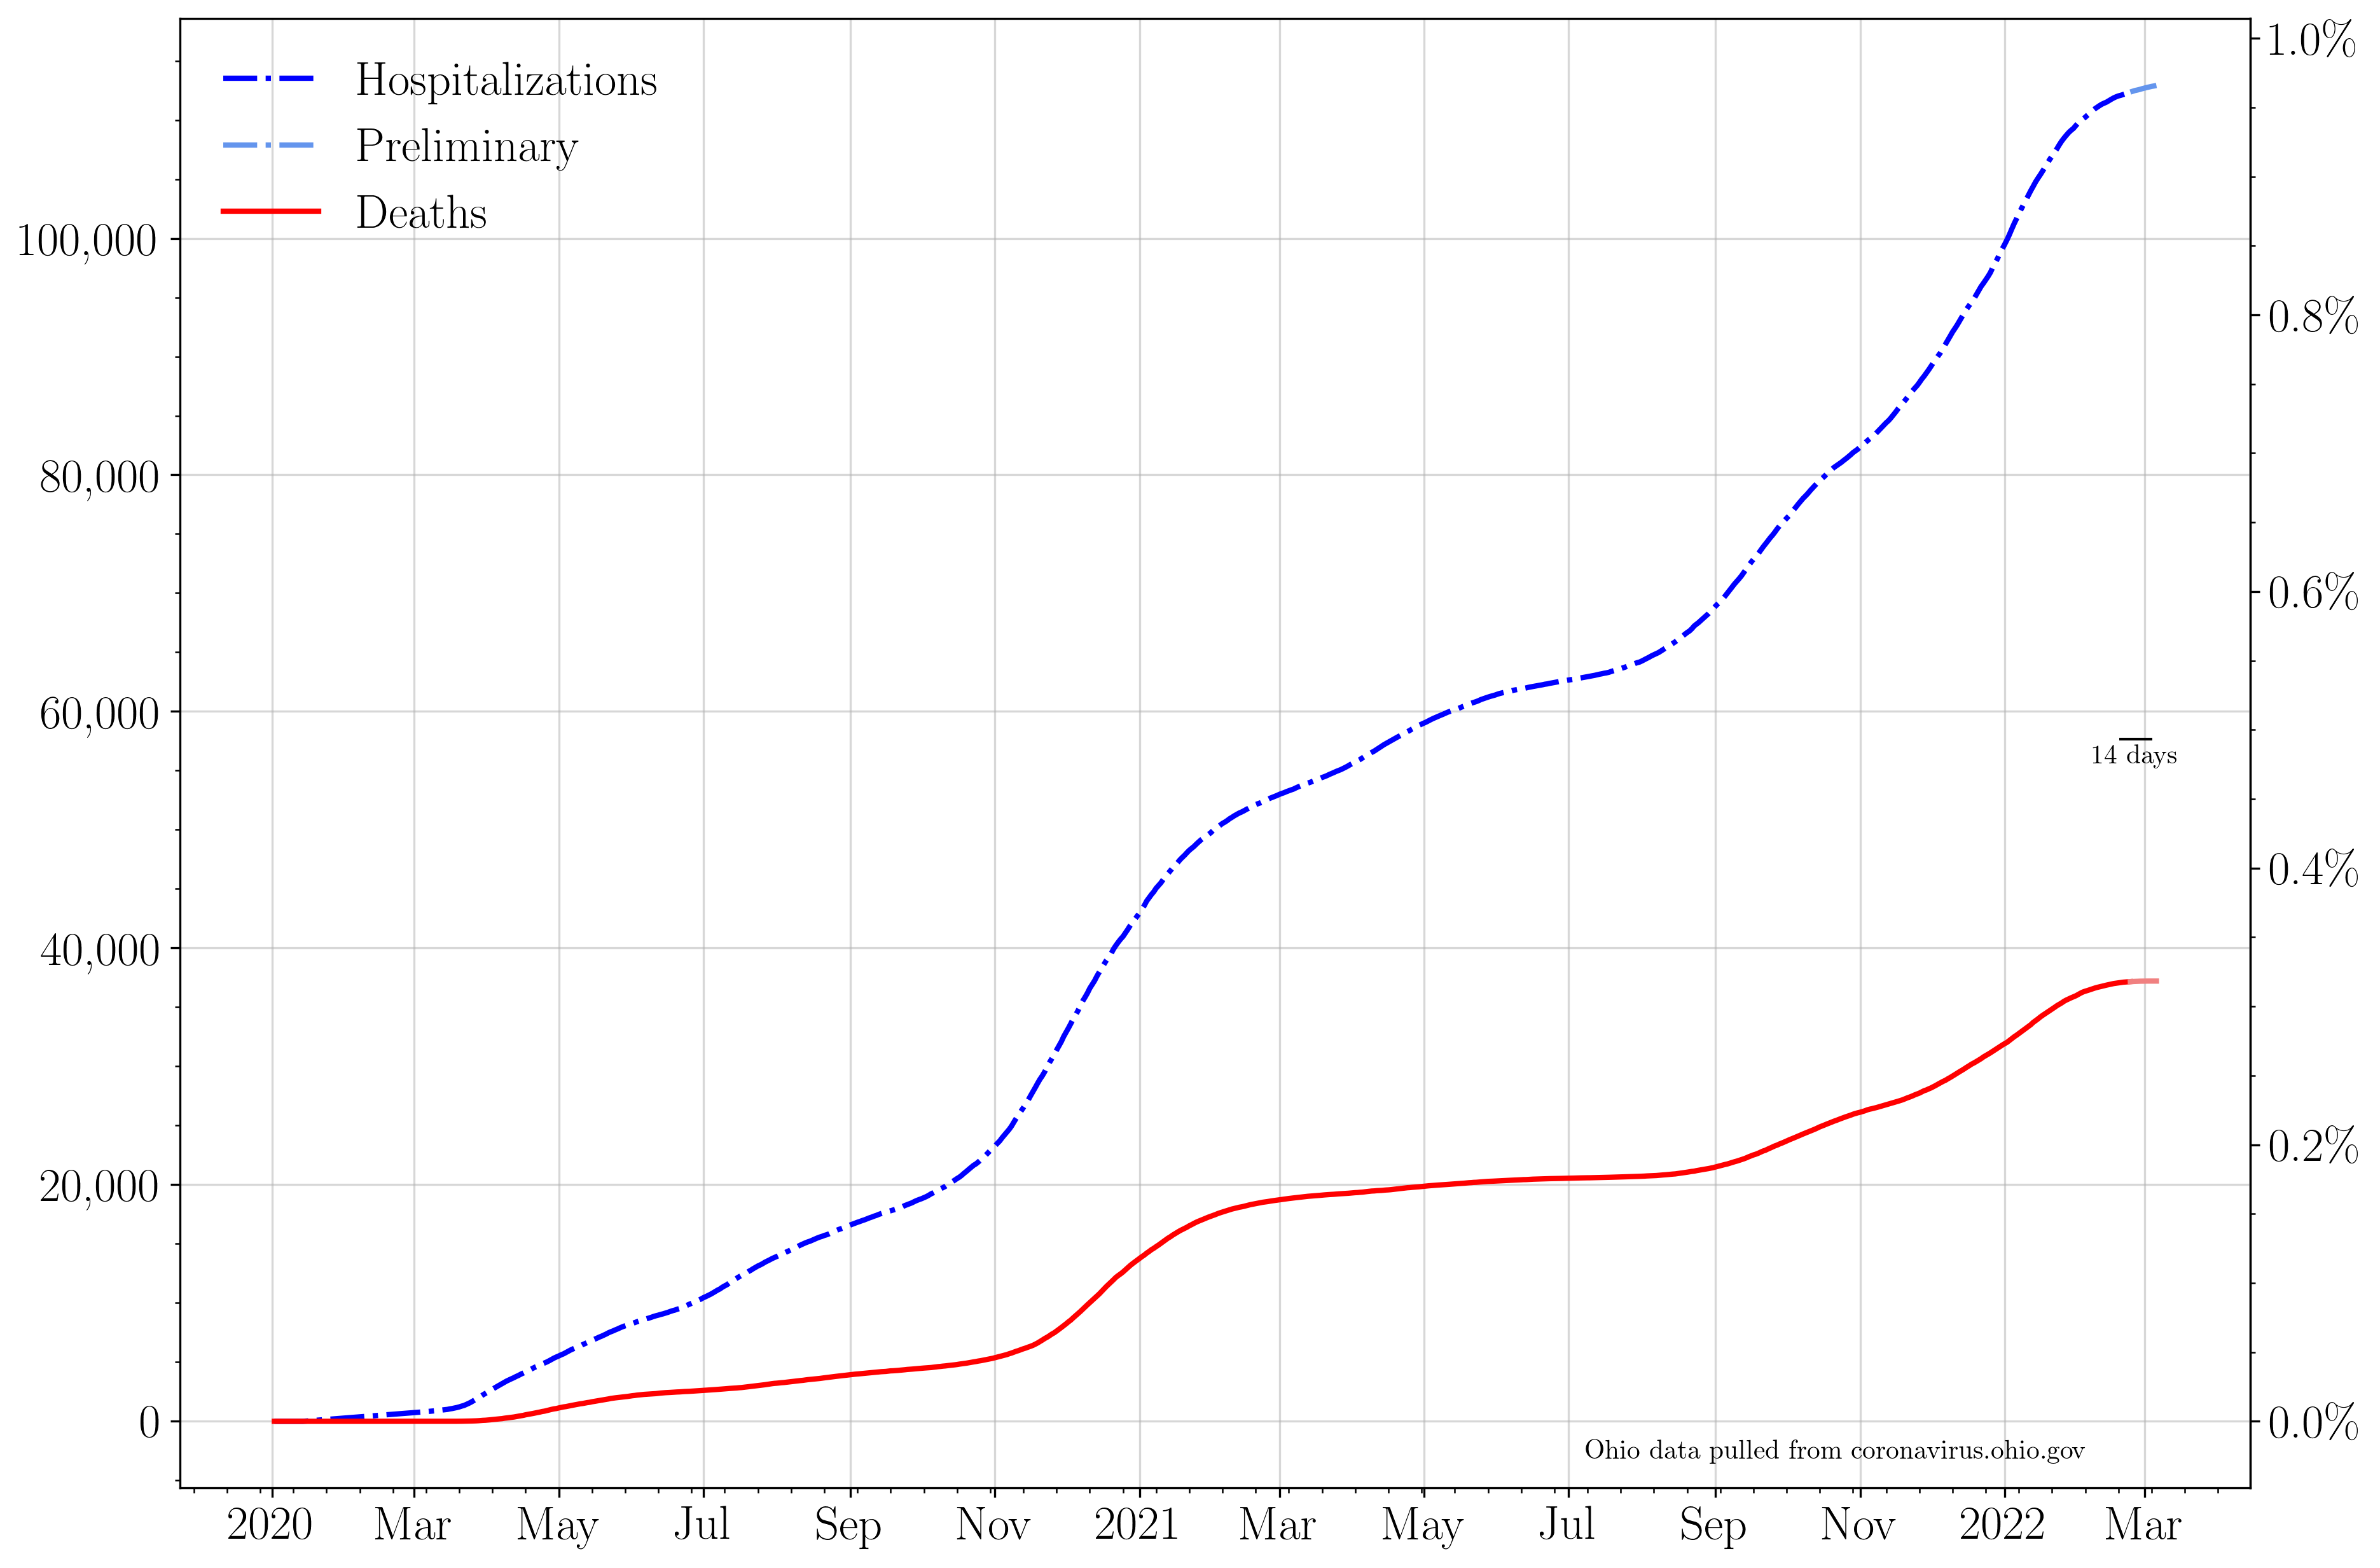 Hospitalizations
Preliminary
Deaths
100,000
80,000
60,000
40,000
20,000
0
1.0%
0.8%
0.6%
0.4%
0.2%
0.0%
14 days
Ohio data pulled from coronavirus.ohio.gov
2020 Mar May Jul Sep Nov 2021 Mar May Jul Sep Nov 2022 Mar